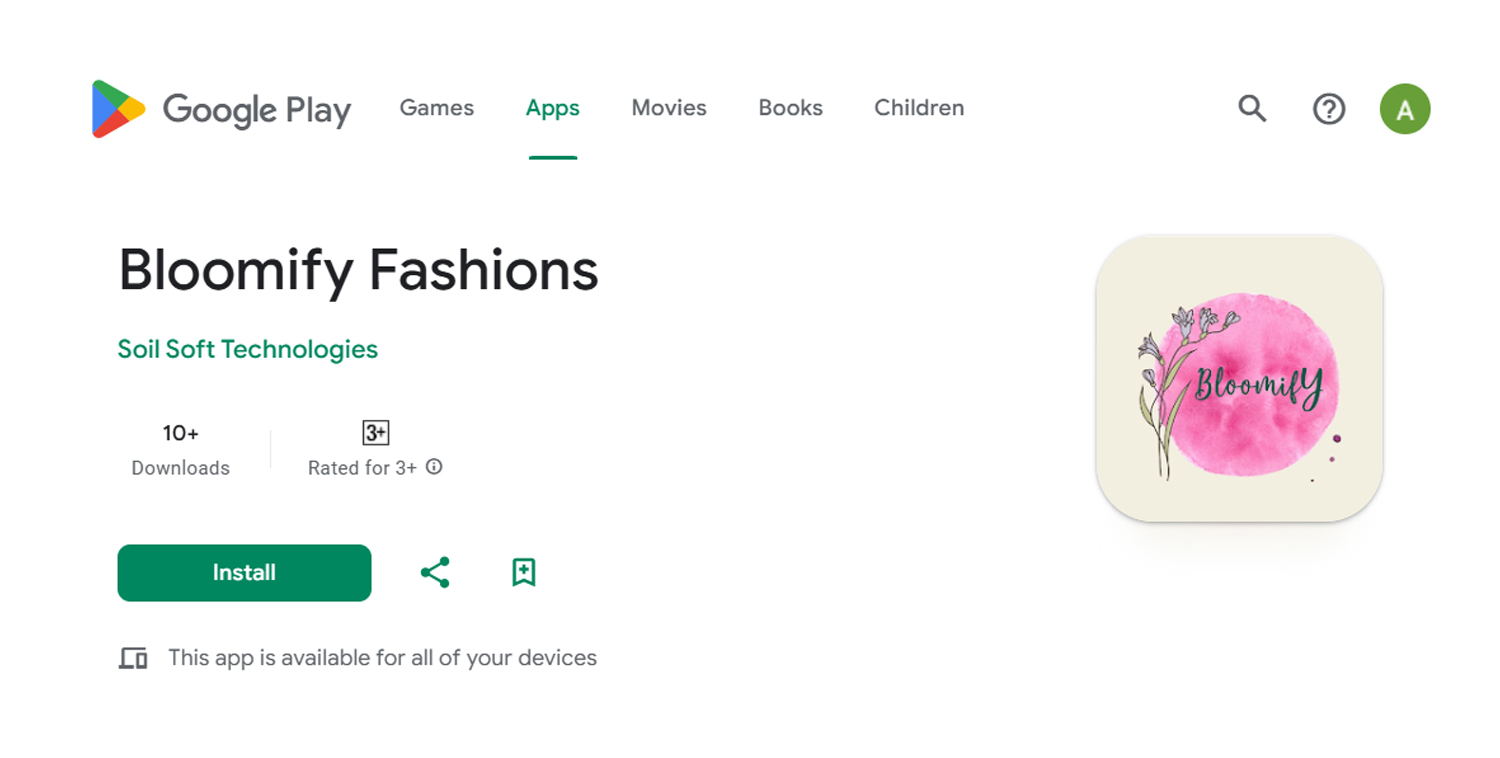 Google Play Games Apps Movies Books Children A
Bloomify Fashions
Soil Soft Technologies
Bloomify
10+ 3+
Downloads Rated for 3+
Install
This app is available for all of your devices